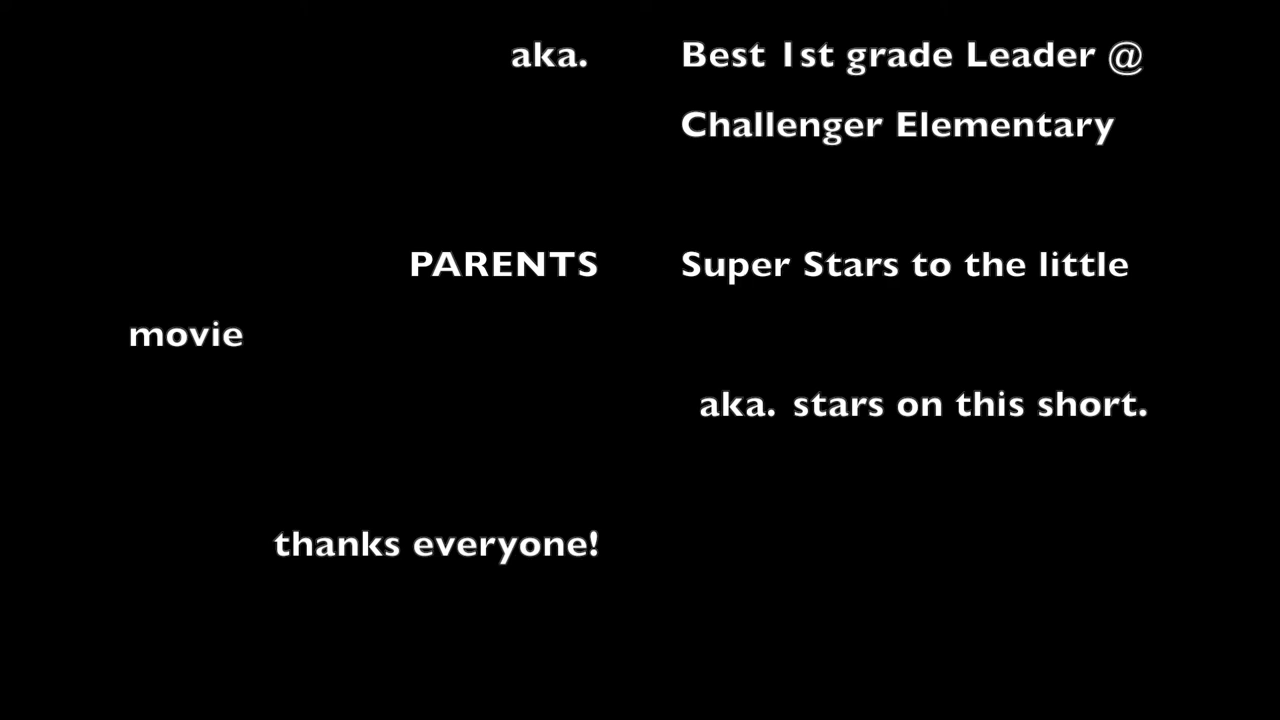 aka. Best 1st grade Leader @
Challenger Elementary
PARENTS Super Stars to the little
movie
aka. stars on this short.
thanks everyone!